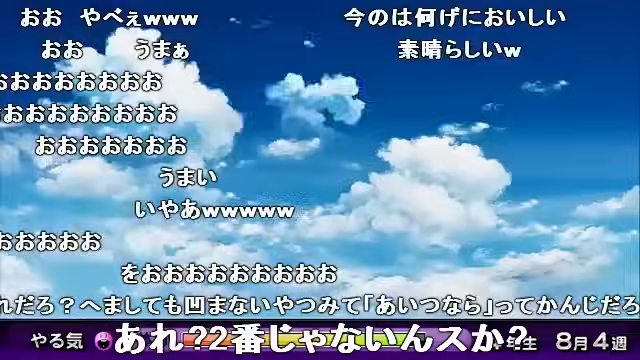 おお　やべぇwww
今のは何げにおいしい
おお　　うまぁ
素晴らしいw
おおおおおおおお
おおおおおおおおお
おおおおおおお
うまい
いやあwwwww
おおおおお
をおおおおおおおおお
れだろ？へましても凹まないやつみて「あいつなら」ってかんじだろ
やる気
あれ?2番じゃないんスか?
年生 8月4週